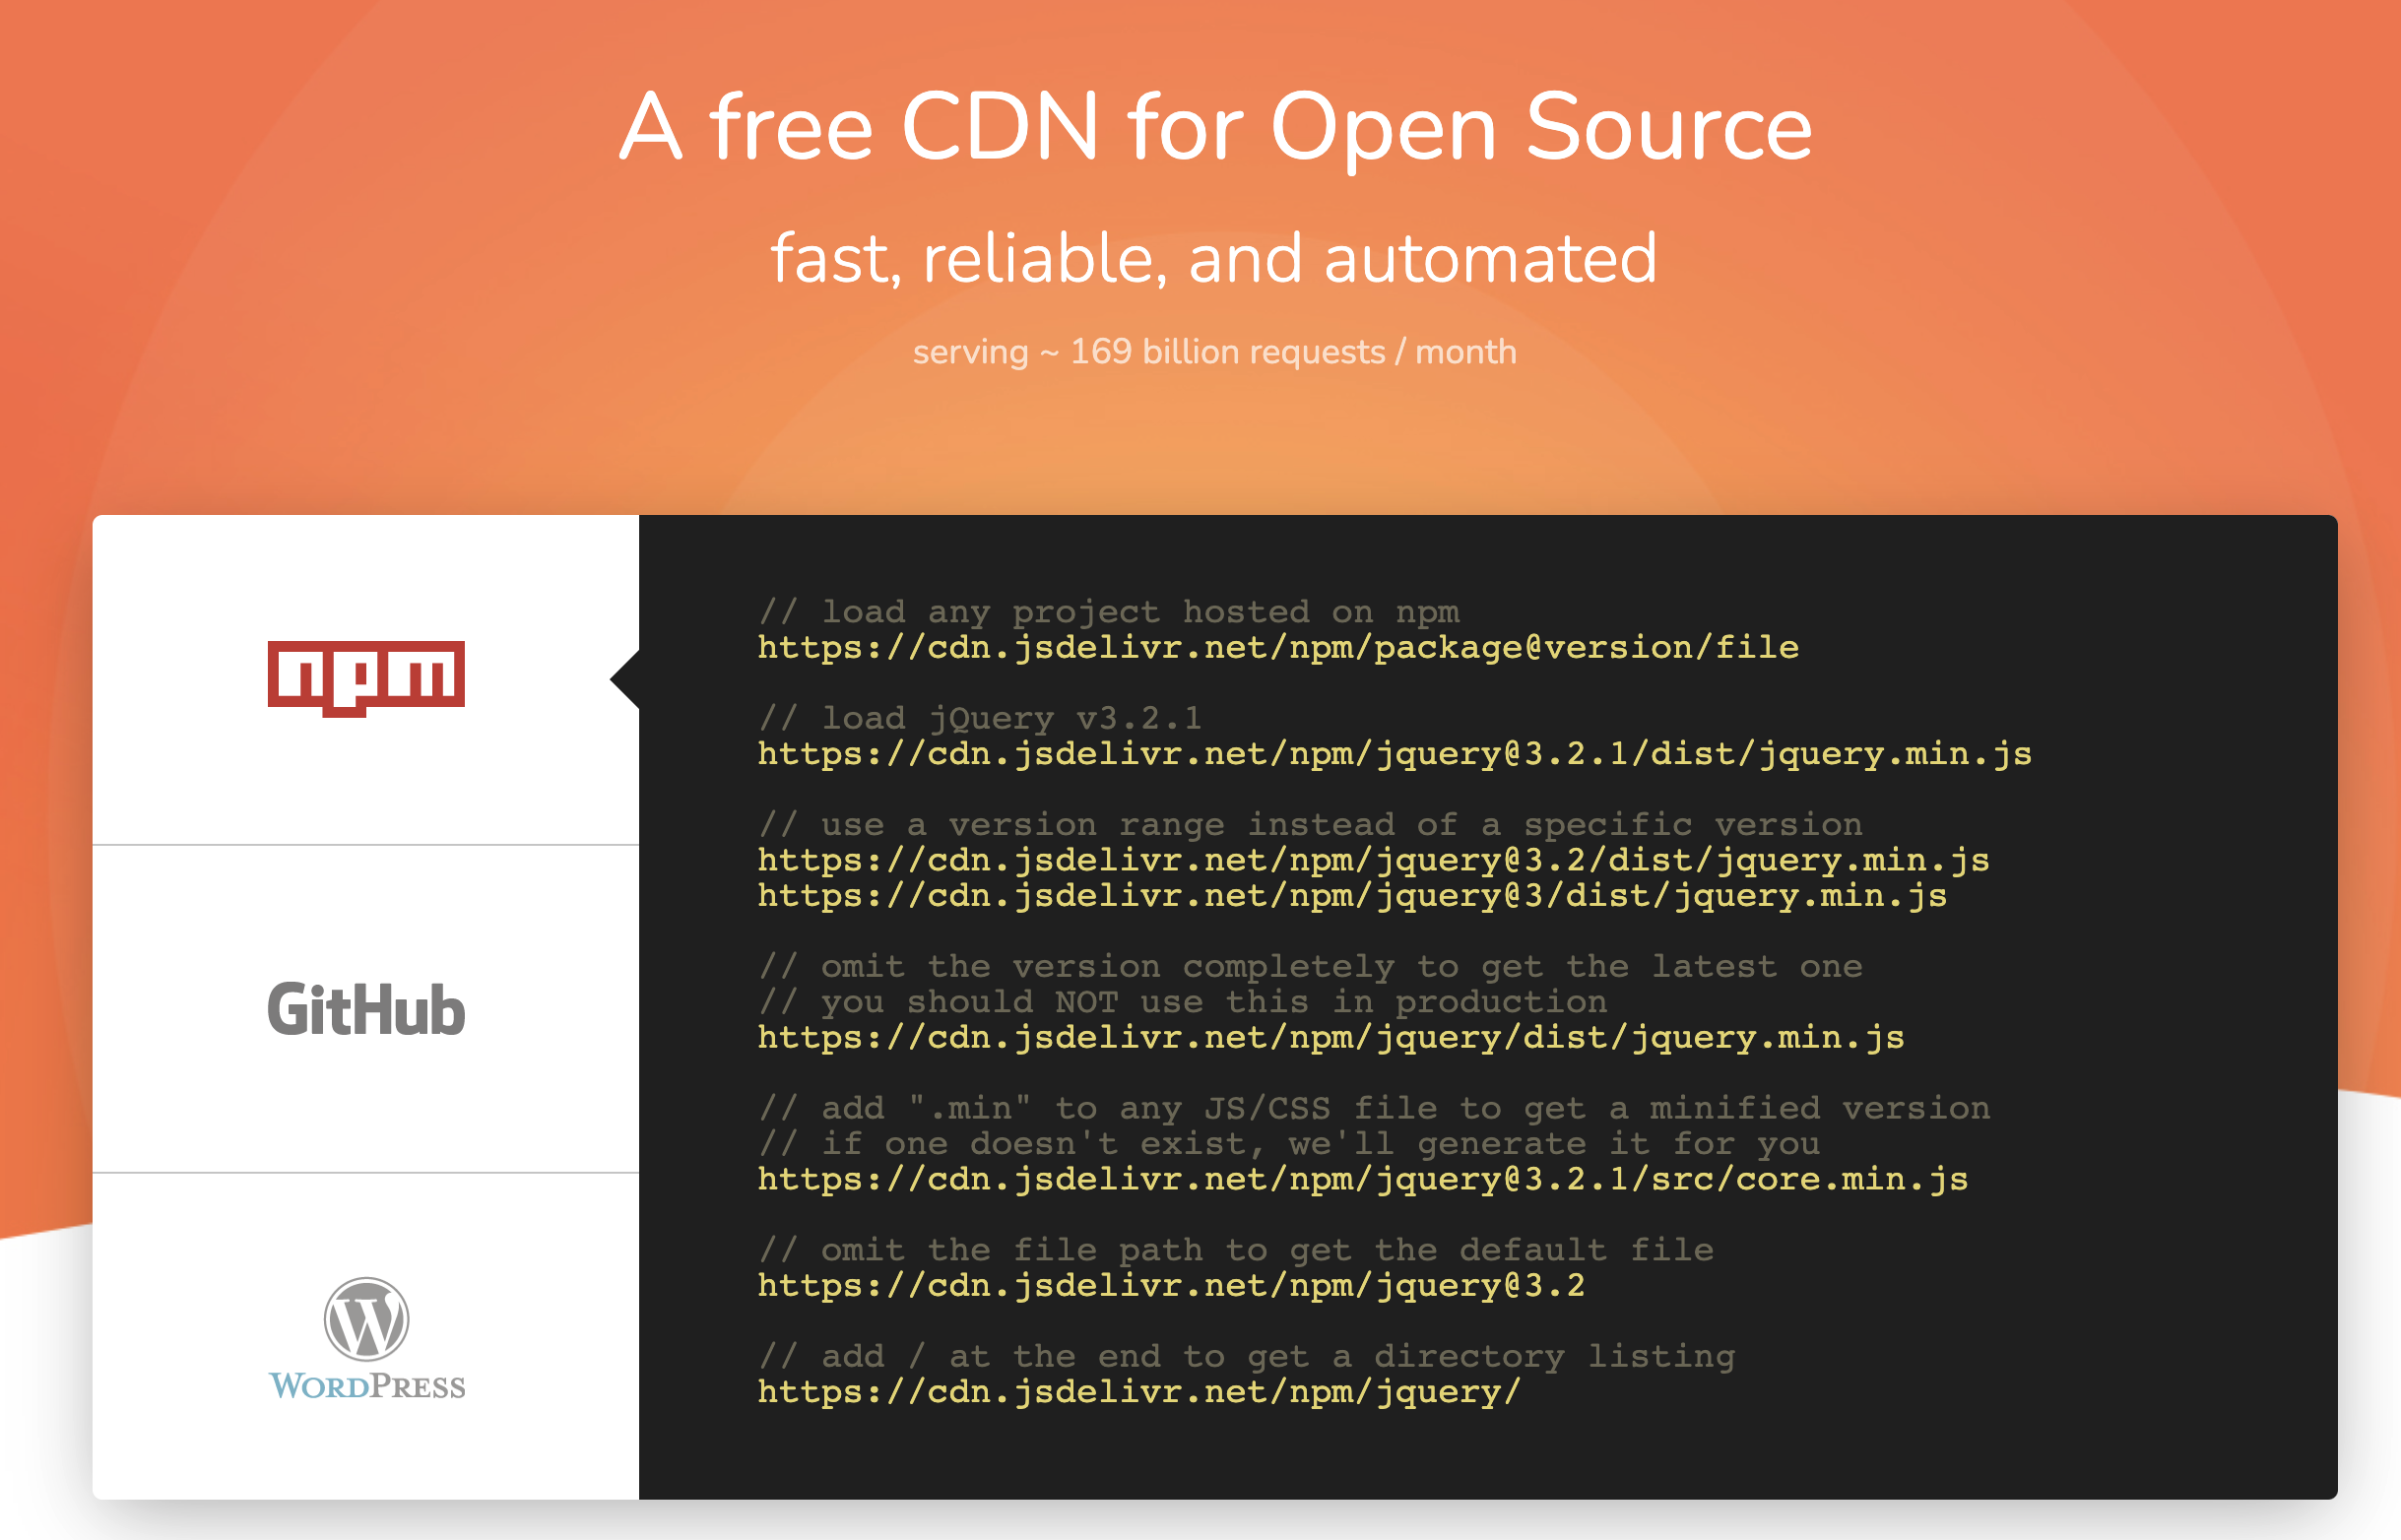 A free CDN for Open Source
fast, reliable, and automated
serving ~ 169 billion requests / month
npm
GitHub
WORDPRESS
// load any project hosted on npm
https://cdn.jsdelivr.net/npm/package@version/file
// load jQuery v3.2.1
https://cdn.jsdelivr.net/npm/jquery@3.2.1/dist/jquery.min.js
// use a version range instead of a specific version
https://cdn.jsdelivr.net/npm/jquery@3.2/dist/jquery.min.js
https://cdn.jsdelivr.net/npm/jquery@3/dist/jquery.min.js
// omit the version completely to get the latest one
// you should NOT use this in production
https://cdn.jsdelivr.net/npm/jquery/dist/jquery.min.js
// add ".min" to any JS/CSS file to get a minified version
// if one doesn't exist, we'll generate it for you
https://cdn.jsdelivr.net/npm/jquery@3.2.1/src/core.min.js
// omit the file path to get the default file
https://cdn.jsdelivr.net/npm/jquery@3.2
// add / at the end to get a directory listing
https://cdn.jsdelivr.net/npm/jquery/